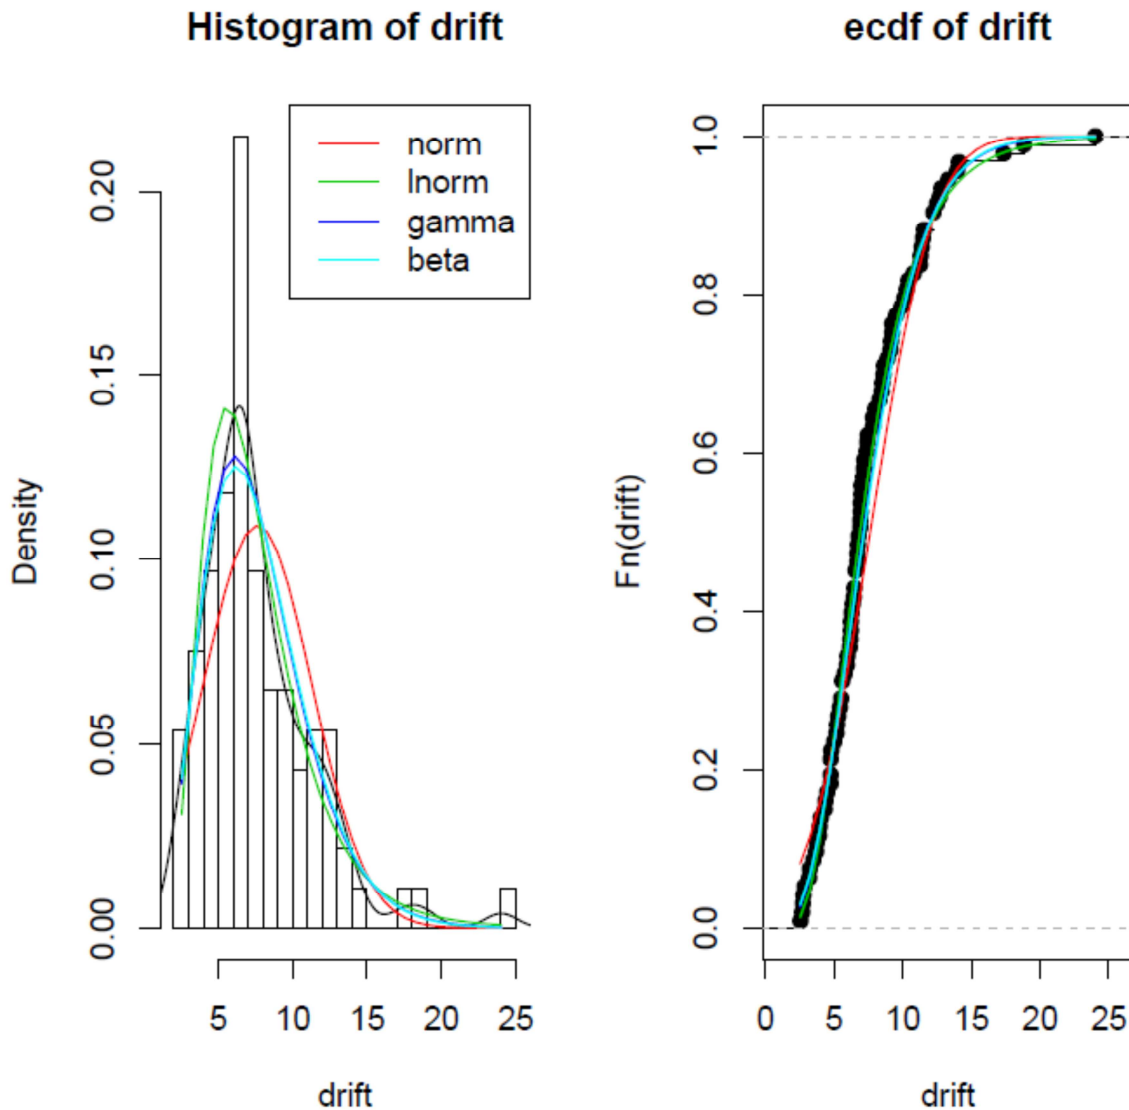 Histogram of drift
norm
lnorm
gamma
beta
Density
0.00 0.05 0.10 0.15 0.20
5 10 15 20 25
drift
ecdf of drift
Fn(drift)
0.0 0.2 0.4 0.6 0.8 1.0
0 5 10 15 20 25
drift